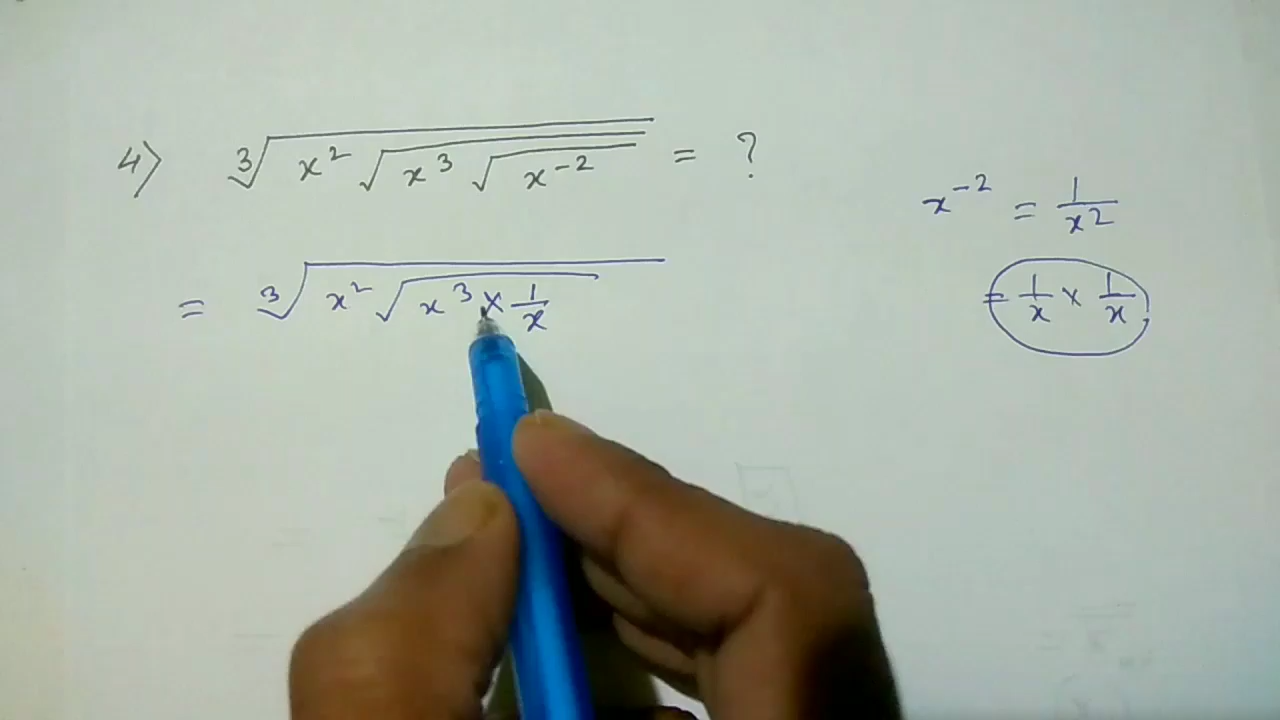 4) ∛(x² √(x³ √(x⁻²))) = ?
x⁻² = 1/x²
= 1/x × 1/x
= ∛(x² √(x³ × 1/x))